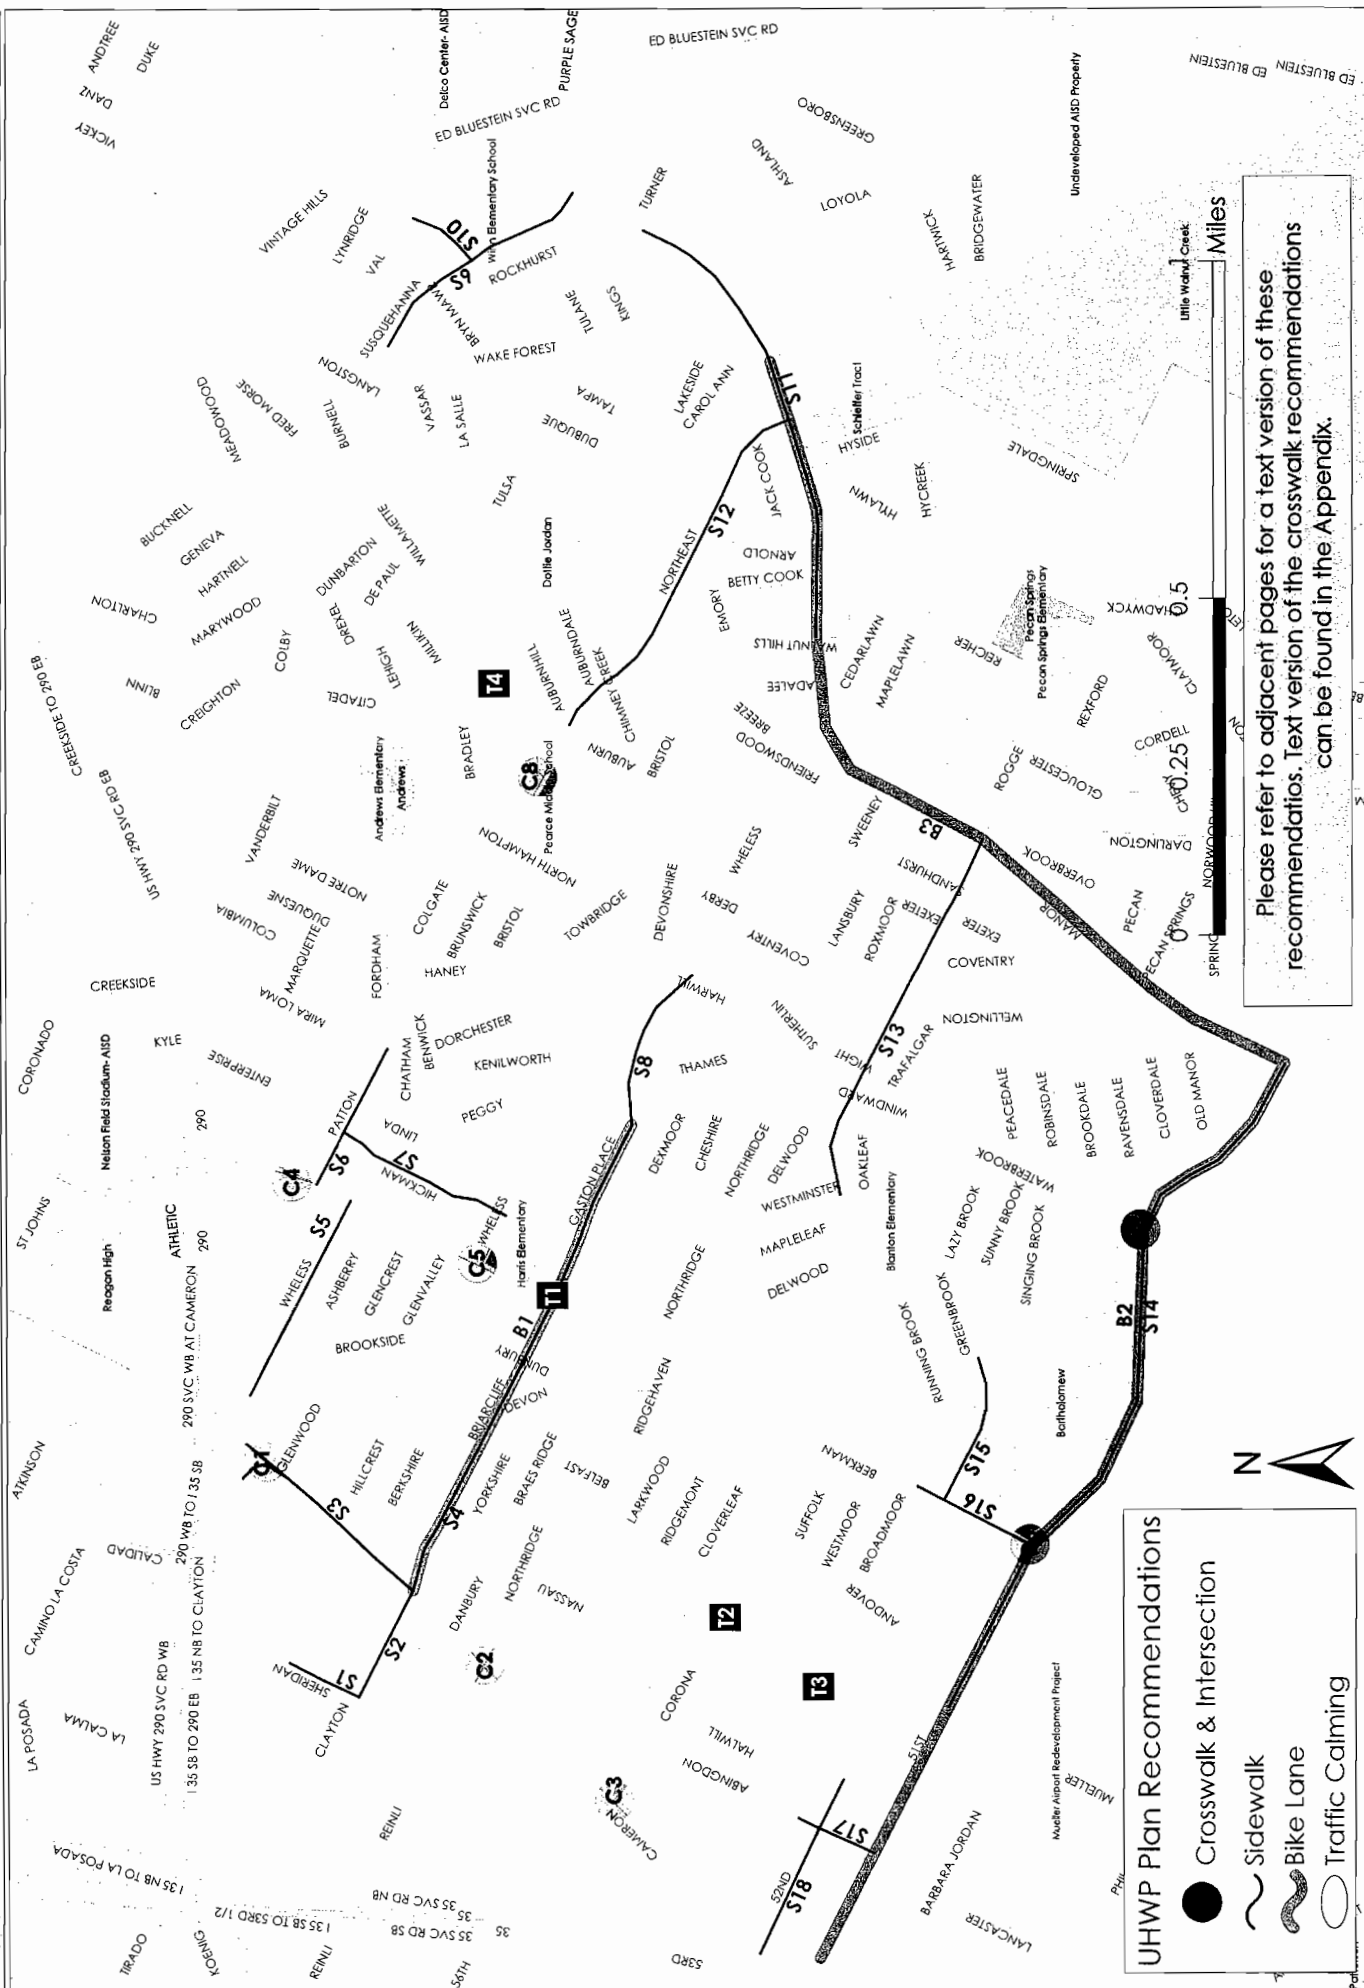 ANDTREE
DUKE
DANZ
VICKEY
Delco Center- AISD
PURPLE SAGE
ED BLUESTEIN SVC RD
ED BLUESTEIN SVC RD
ED BLUESTEIN
ED BLUESTEIN
GREENSBORO
ASHLAND
LOYOLA
Undeveloped AISD Property
TURNER
HARTWICK
BRIDGEWATER
Little Walnut Creek
VINTAGE HILLS
LYNRIDGE
VAL
SUSQUEHANNA
S10
S9
Winn Elementary School
ROCKHURST
BRYN MAWR
WAKE FOREST
TULANE
KINGS
LANGSTON
MEADOWOOD
FRED MORSE
BURNELL
VASSAR
LA SALLE
DUBUQUE
TAMPA
LAKESIDE
CAROL ANN
S11
Schieffer Tract
HYSIDE
HYLAWN
HYCREEK
SPRINGDALE
BUCKNELL
GENEVA
HARTNELL
MARYWOOD
CHARLTON
DUNBARTON
DE PAUL
WILLAMETTE
TULSA
Dottie Jordan
NORTHEAST
S12
JACK COOK
ARNOLD
BETTY COOK
EMORY
WALNUT HILLS
ADALEE
CEDARLAWN
MAPLELAWN
REICHER
Pecan Springs
Pecan Springs Elementary
HADWYCK
CLAYMOOR
REXFORD
CORDELL
CREEKSIDE TO 290 EB
US HWY 290 SVC RD EB
BLINN
CREIGHTON
COLBY
DREXEL
LEHIGH
CITADEL
MILLIKIN
T4
AUBURNHILL
AUBURNDALE
CHIMNEY CREEK
AUBURN
BRISTOL
BREEZE
FRIENDSWOOD
Andrews Elementary
Andrews
BRADLEY
C8
Pearce Middle School
VANDERBILT
NOTRE DAME
DUQUESNE
COLUMBIA
MARQUETTE
MIRA LOMA
FORDHAM
COLGATE
BRUNSWICK
BRISTOL
NORTH HAMPTON
TOWBRIDGE
DEVONSHIRE
DERBY
WHELESS
SWEENEY
B3
ROGGE
GLOUCESTER
DARLINGTON
OVERBROOK
SANDHURST
LANSBURY
ROXMOOR
EXETER
EXETER
MANOR
PECAN
PECAN SPRINGS
COVENTRY
COVENTRY
WELLINGTON
HANEY
HARWILL
SUTHERLIN
WIGHT
S13
TRAFALGAR
WINDWARD
CREEKSIDE
CORONADO
KYLE
ENTERPRISE
Nelson Field Stadium- AISD
290
PATTON
CHATHAM
BENWICK
DORCHESTER
KENILWORTH
PEGGY
LINDA
S8
THAMES
S6
S7
HICKMAN
C4
GASTON PLACE
DEXMOOR
CHESHIRE
NORTHRIDGE
DELWOOD
OAKLEAF
WESTMINSTER
MAPLELEAF
DELWOOD
Blanton Elementary
PEACEDALE
ROBINSDALE
BROOKDALE
RAVENSDALE
CLOVERDALE
OLD MANOR
WATERBROOK
LAZY BROOK
SUNNY BROOK
SINGING BROOK
GREENBROOK
RUNNING BROOK
ST JOHNS
Reagan High
ATHLETIC
290
WHELESS
S5
ASHBERRY
GLENCREST
GLENVALLEY
BROOKSIDE
C5
WHELESS
Harris Elementary
T1
B1
DUNBURY
BRIARCLIFF
DEVON
NORTHRIDGE
RIDGEHAVEN
B2
S14
Bartholomew
ATKINSON
290 SVC WB AT CAMERON
290 WB TO I 35 SB
C1
GLENWOOD
HILLCREST
BERKSHIRE
S3
S4
YORKSHIRE
BRAES RIDGE
BELFAST
LARKWOOD
RIDGEMONT
CLOVERLEAF
SUFFOLK
WESTMOOR
BROADMOOR
BERKMAN
S15
S16
ANDOVER
CALIDAD
CAMINO LA COSTA
I 35 NB TO CLAYTON
US HWY 290 SVC RD WB
I 35 SB TO 290 EB
LA POSADA
LA CALMA
SHERIDAN
S1
S2
CLAYTON
DANBURY
NORTHRIDGE
NASSAU
C2
T2
T3
CORONA
HALWILL
ABINGDON
C3
CAMERON
REINLI
I 35 NB TO LA POSADA
I 35 SB TO 53RD 1/2
35 SVC RD NB
35
35 SVC RD SB
35
TIRADO
KOENIG
REINLI
56TH
53RD
52ND
S18
S17
51ST
BARBARA JORDAN
LANCASTER
MUELLER
Mueller Airport Redevelopment Project
N
0
0.25
0.5
1
Miles
Please refer to adjacent pages for a text version of these
recommendatios. Text version of the crosswalk recommendations
can be found in the Appendix.
UHWP Plan Recommendations
Crosswalk & Intersection
Sidewalk
Bike Lane
Traffic Calming